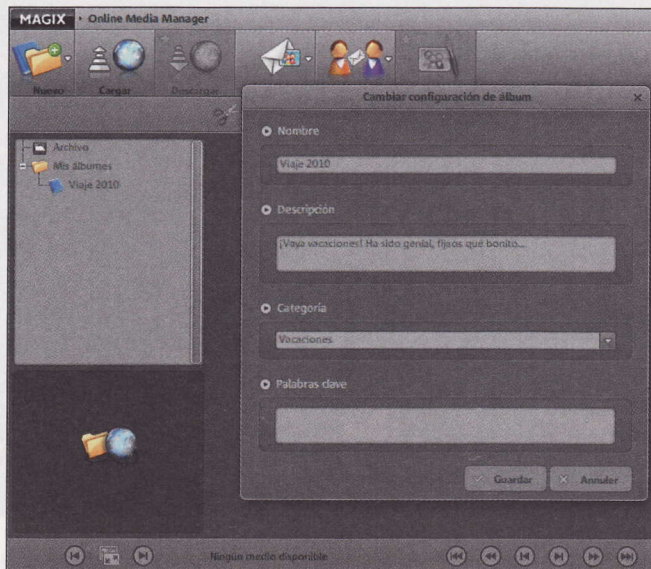 MAGIX › Online Media Manager
Nuevo Cargar Descargar
Cambiar configuración de álbum
Nombre
Viaje 2010
Descripción
¡Vaya vacaciones! Ha sido genial, fijaos qué bonito...
Categoría
Vacaciones
Palabras clave
Guardar Annuler
Archivo
Mis álbumes
Viaje 2010
Ningún medio disponible